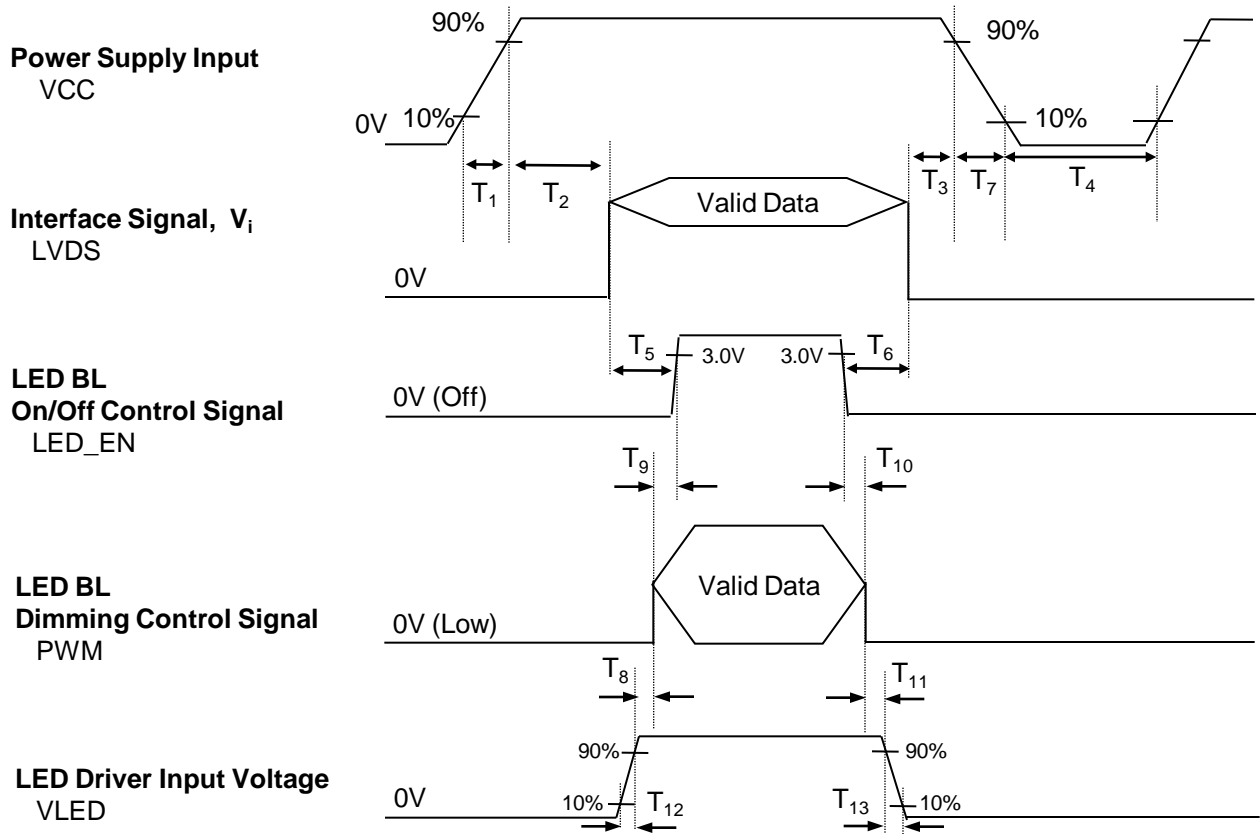 90%
90%
Power Supply Input
VCC
0V
10%
10%
T1
T2
T3
T7
T4
Interface Signal, Vi
LVDS
Valid Data
0V
T5
3.0V
3.0V
T6
LED BL
On/Off Control Signal
LED_EN
0V (Off)
T9
T10
LED BL
Dimming Control Signal
PWM
Valid Data
0V (Low)
T8
T11
90%
90%
LED Driver Input Voltage
VLED
0V
10%
T12
T13
10%